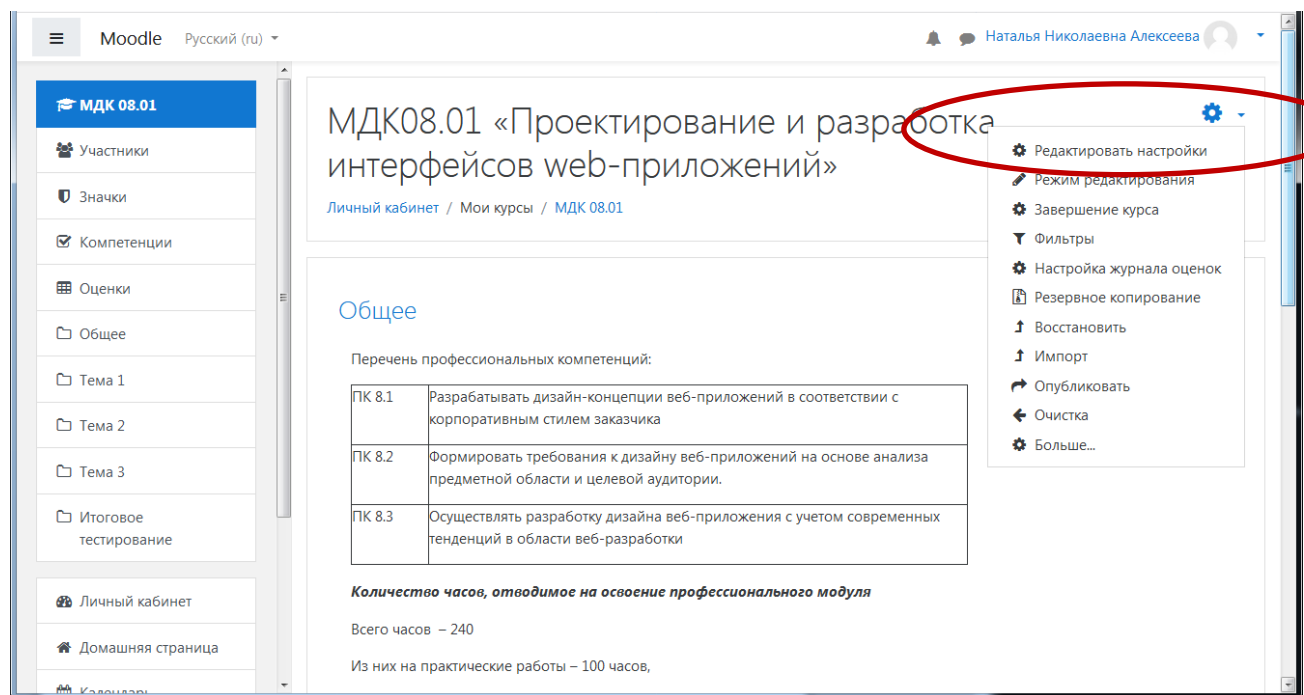 Moodle Русский (ru)
Наталья Николаевна Алексеева
МДК 08.01
Участники
Значки
Компетенции
Оценки
Общее
Тема 1
Тема 2
Тема 3
Итоговое
тестирование
Личный кабинет
Домашняя страница
Календарь
МДК08.01 «Проектирование и разработка
интерфейсов web-приложений»
Личный кабинет / Мои курсы / МДК 08.01
Редактировать настройки
Режим редактирования
Завершение курса
Фильтры
Настройка журнала оценок
Резервное копирование
Восстановить
Импорт
Опубликовать
Очистка
Больше...
Общее
Перечень профессиональных компетенций:
ПК 8.1 Разрабатывать дизайн-концепции веб-приложений в соответствии с
корпоративным стилем заказчика
ПК 8.2 Формировать требования к дизайну веб-приложений на основе анализа
предметной области и целевой аудитории.
ПК 8.3 Осуществлять разработку дизайна веб-приложения с учетом современных
тенденций в области веб-разработки
Количество часов, отводимое на освоение профессионального модуля
Всего часов – 240
Из них на практические работы – 100 часов,